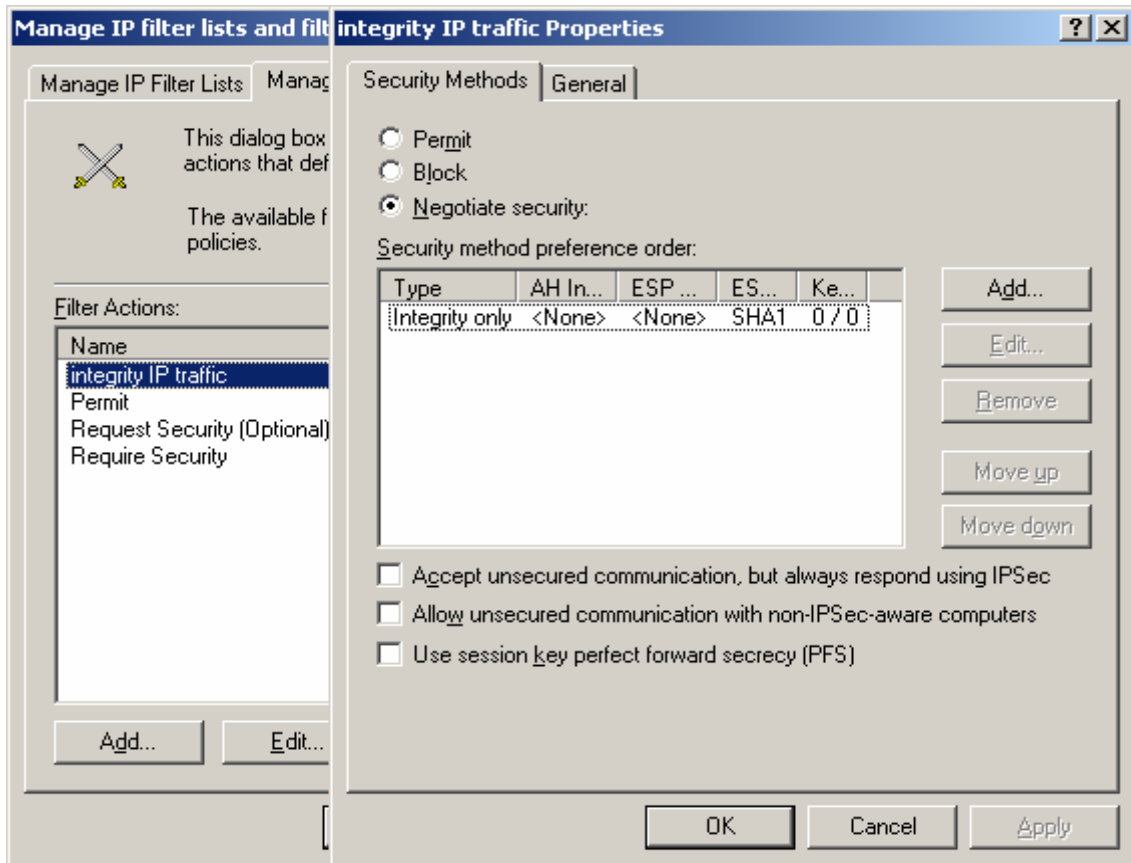 Manage IP filter lists and filt
Manage IP Filter Lists
Manag
This dialog box
actions that def
The available f
policies.
Filter Actions:
Name
integrity IP traffic
Permit
Request Security (Optional)
Require Security
Add...
Edit...
integrity IP traffic Properties
Security Methods
General
Permit
Block
Negotiate security:
Security method preference order:
Type AH In... ESP ... ES... Ke...
Integrity only <None> <None> SHA1 0 / 0
Add...
Edit...
Remove
Move up
Move down
Accept unsecured communication, but always respond using IPSec
Allow unsecured communication with non-IPSec-aware computers
Use session key perfect forward secrecy (PFS)
OK
Cancel
Apply